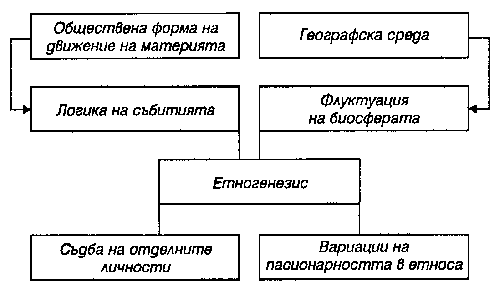 Обществена форма на
движение на материята
Географска среда
Логика на събитията
Флуктуация
на биосферата
Етногенезис
Съдба на отделните
личности
Вариации на
пасионарността в етноса